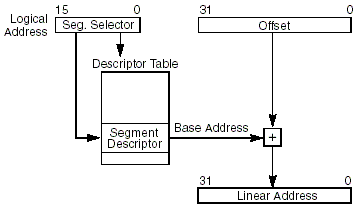 Logical
Address
15 0
Seg. Selector
31 0
Offset
Descriptor Table
Segment
Descriptor
Base Address
+
31 0
Linear Address